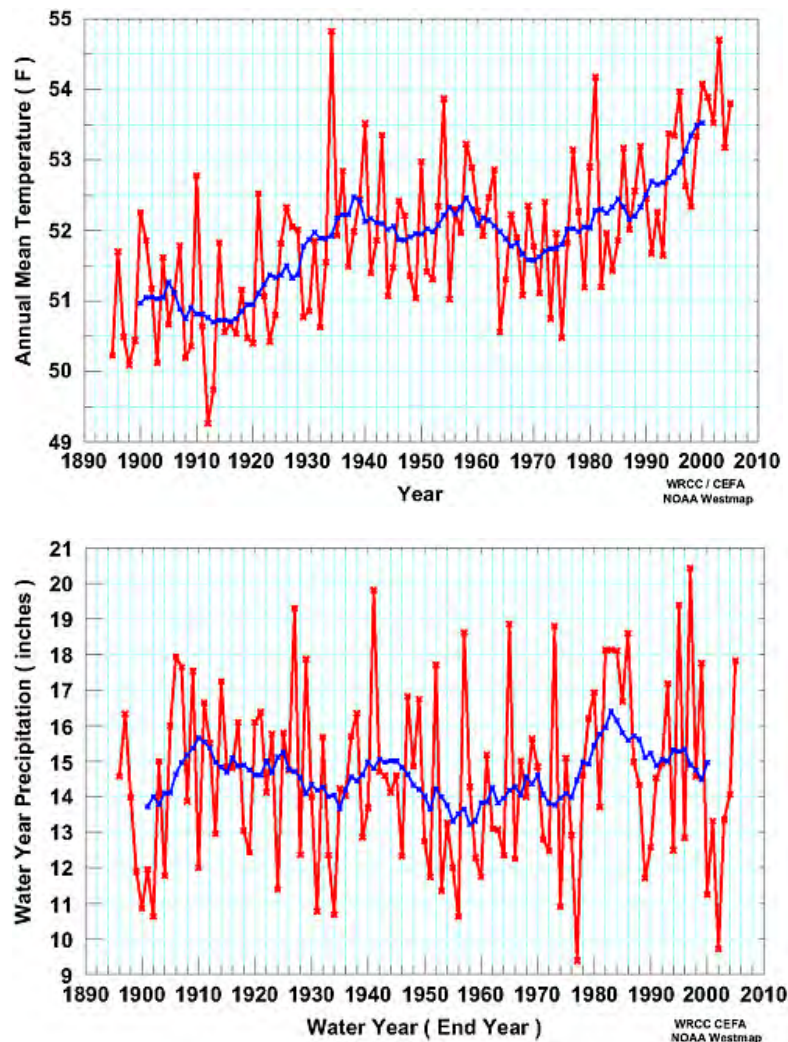 55
54
53
52
51
50
49
Annual Mean Temperature ( F )
1890 1900 1910 1920 1930 1940 1950 1960 1970 1980 1990 2000 2010
Year
WRCC / CEFA
NOAA Westmap
21
20
19
18
17
16
15
14
13
12
11
10
9
Water Year Precipitation ( inches )
1890 1900 1910 1920 1930 1940 1950 1960 1970 1980 1990 2000 2010
Water Year ( End Year )
WRCC CEFA
NOAA Westmap